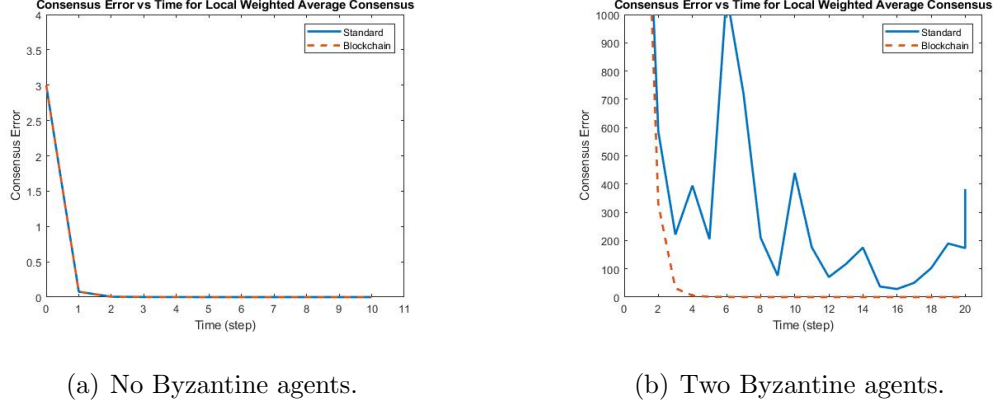 Consensus Error vs Time for Local Weighted Average Consensus
4
3.5
3
2.5
2
1.5
1
0.5
0
Consensus Error
Standard
Blockchain
0 1 2 3 4 5 6 7 8 9 10 11
Time (step)
(a) No Byzantine agents.
Consensus Error vs Time for Local Weighted Average Consensus
1000
900
800
700
600
500
400
300
200
100
0
Consensus Error
Standard
Blockchain
0 2 4 6 8 10 12 14 16 18 20
Time (step)
(b) Two Byzantine agents.